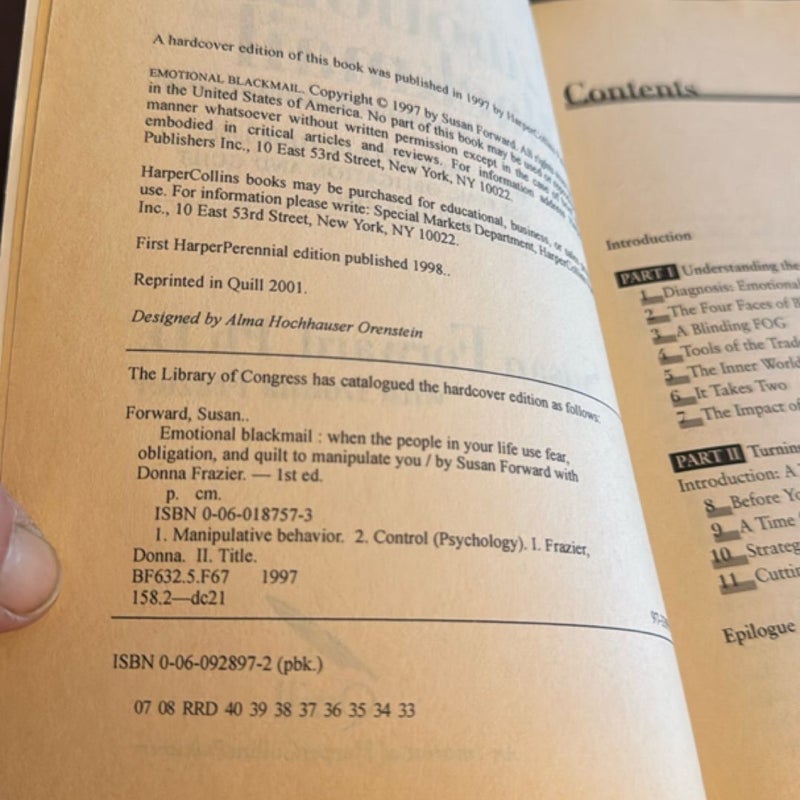 A hardcover edition of this book was published in 1997 by HarperCollins
EMOTIONAL BLACKMAIL. Copyright © 1997 by Susan Forward. All rights
in the United States of America. No part of this book may be used or
manner whatsoever without written permission except in the case of
embodied in critical articles and reviews. For information address
Publishers Inc., 10 East 53rd Street, New York, NY 10022.
HarperCollins books may be purchased for educational, business, or sales
use. For information please write: Special Markets Department, HarperCollins
Inc., 10 East 53rd Street, New York, NY 10022.
First HarperPerennial edition published 1998..
Reprinted in Quill 2001.
Designed by Alma Hochhauser Orenstein
The Library of Congress has catalogued the hardcover edition as follows:
Forward, Susan..
Emotional blackmail : when the people in your life use fear,
obligation, and quilt to manipulate you / by Susan Forward with
Donna Frazier. — 1st ed.
p. cm.
ISBN 0-06-018757-3
1. Manipulative behavior. 2. Control (Psychology). I. Frazier,
Donna. II. Title.
BF632.5.F67 1997
158.2—dc21
ISBN 0-06-092897-2 (pbk.)
07 08 RRD 40 39 38 37 36 35 34 33
Contents
Introduction
PART I Understanding the
1 Diagnosis: Emotional
2 The Four Faces of B
3 A Blinding FOG
4 Tools of the Trade
5 The Inner World
6 It Takes Two
7 The Impact of
PART II Turning
Introduction: A
8 Before Yo
9 A Time
10 Strateg
11 Cuttin
Epilogue